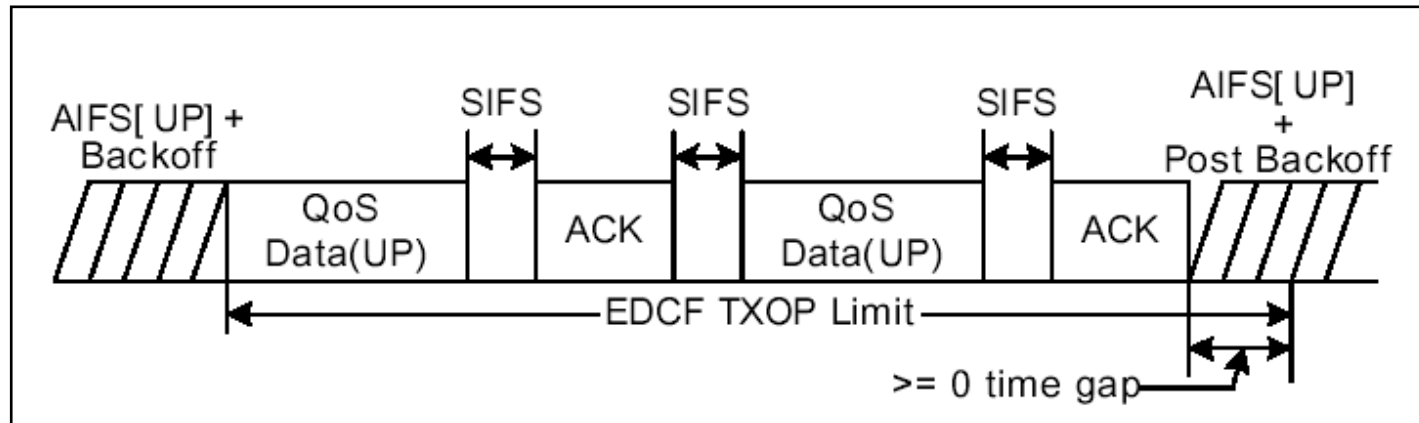 AIFS[ UP] +
Backoff
SIFS
SIFS
SIFS
AIFS[ UP]
+
Post Backoff
QoS
Data(UP)
ACK
QoS
Data(UP)
ACK
EDCF TXOP Limit
>= 0 time gap